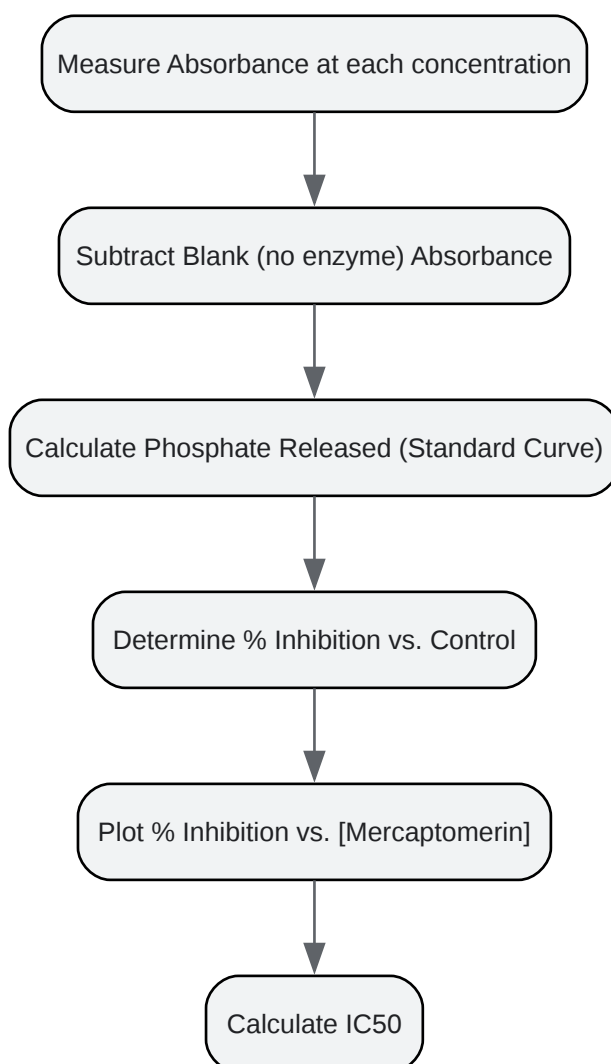 Measure Absorbance at each concentration
Subtract Blank (no enzyme) Absorbance
Calculate Phosphate Released (Standard Curve)
Determine % Inhibition vs. Control
Plot % Inhibition vs. [Mercaptomerin]
Calculate IC50